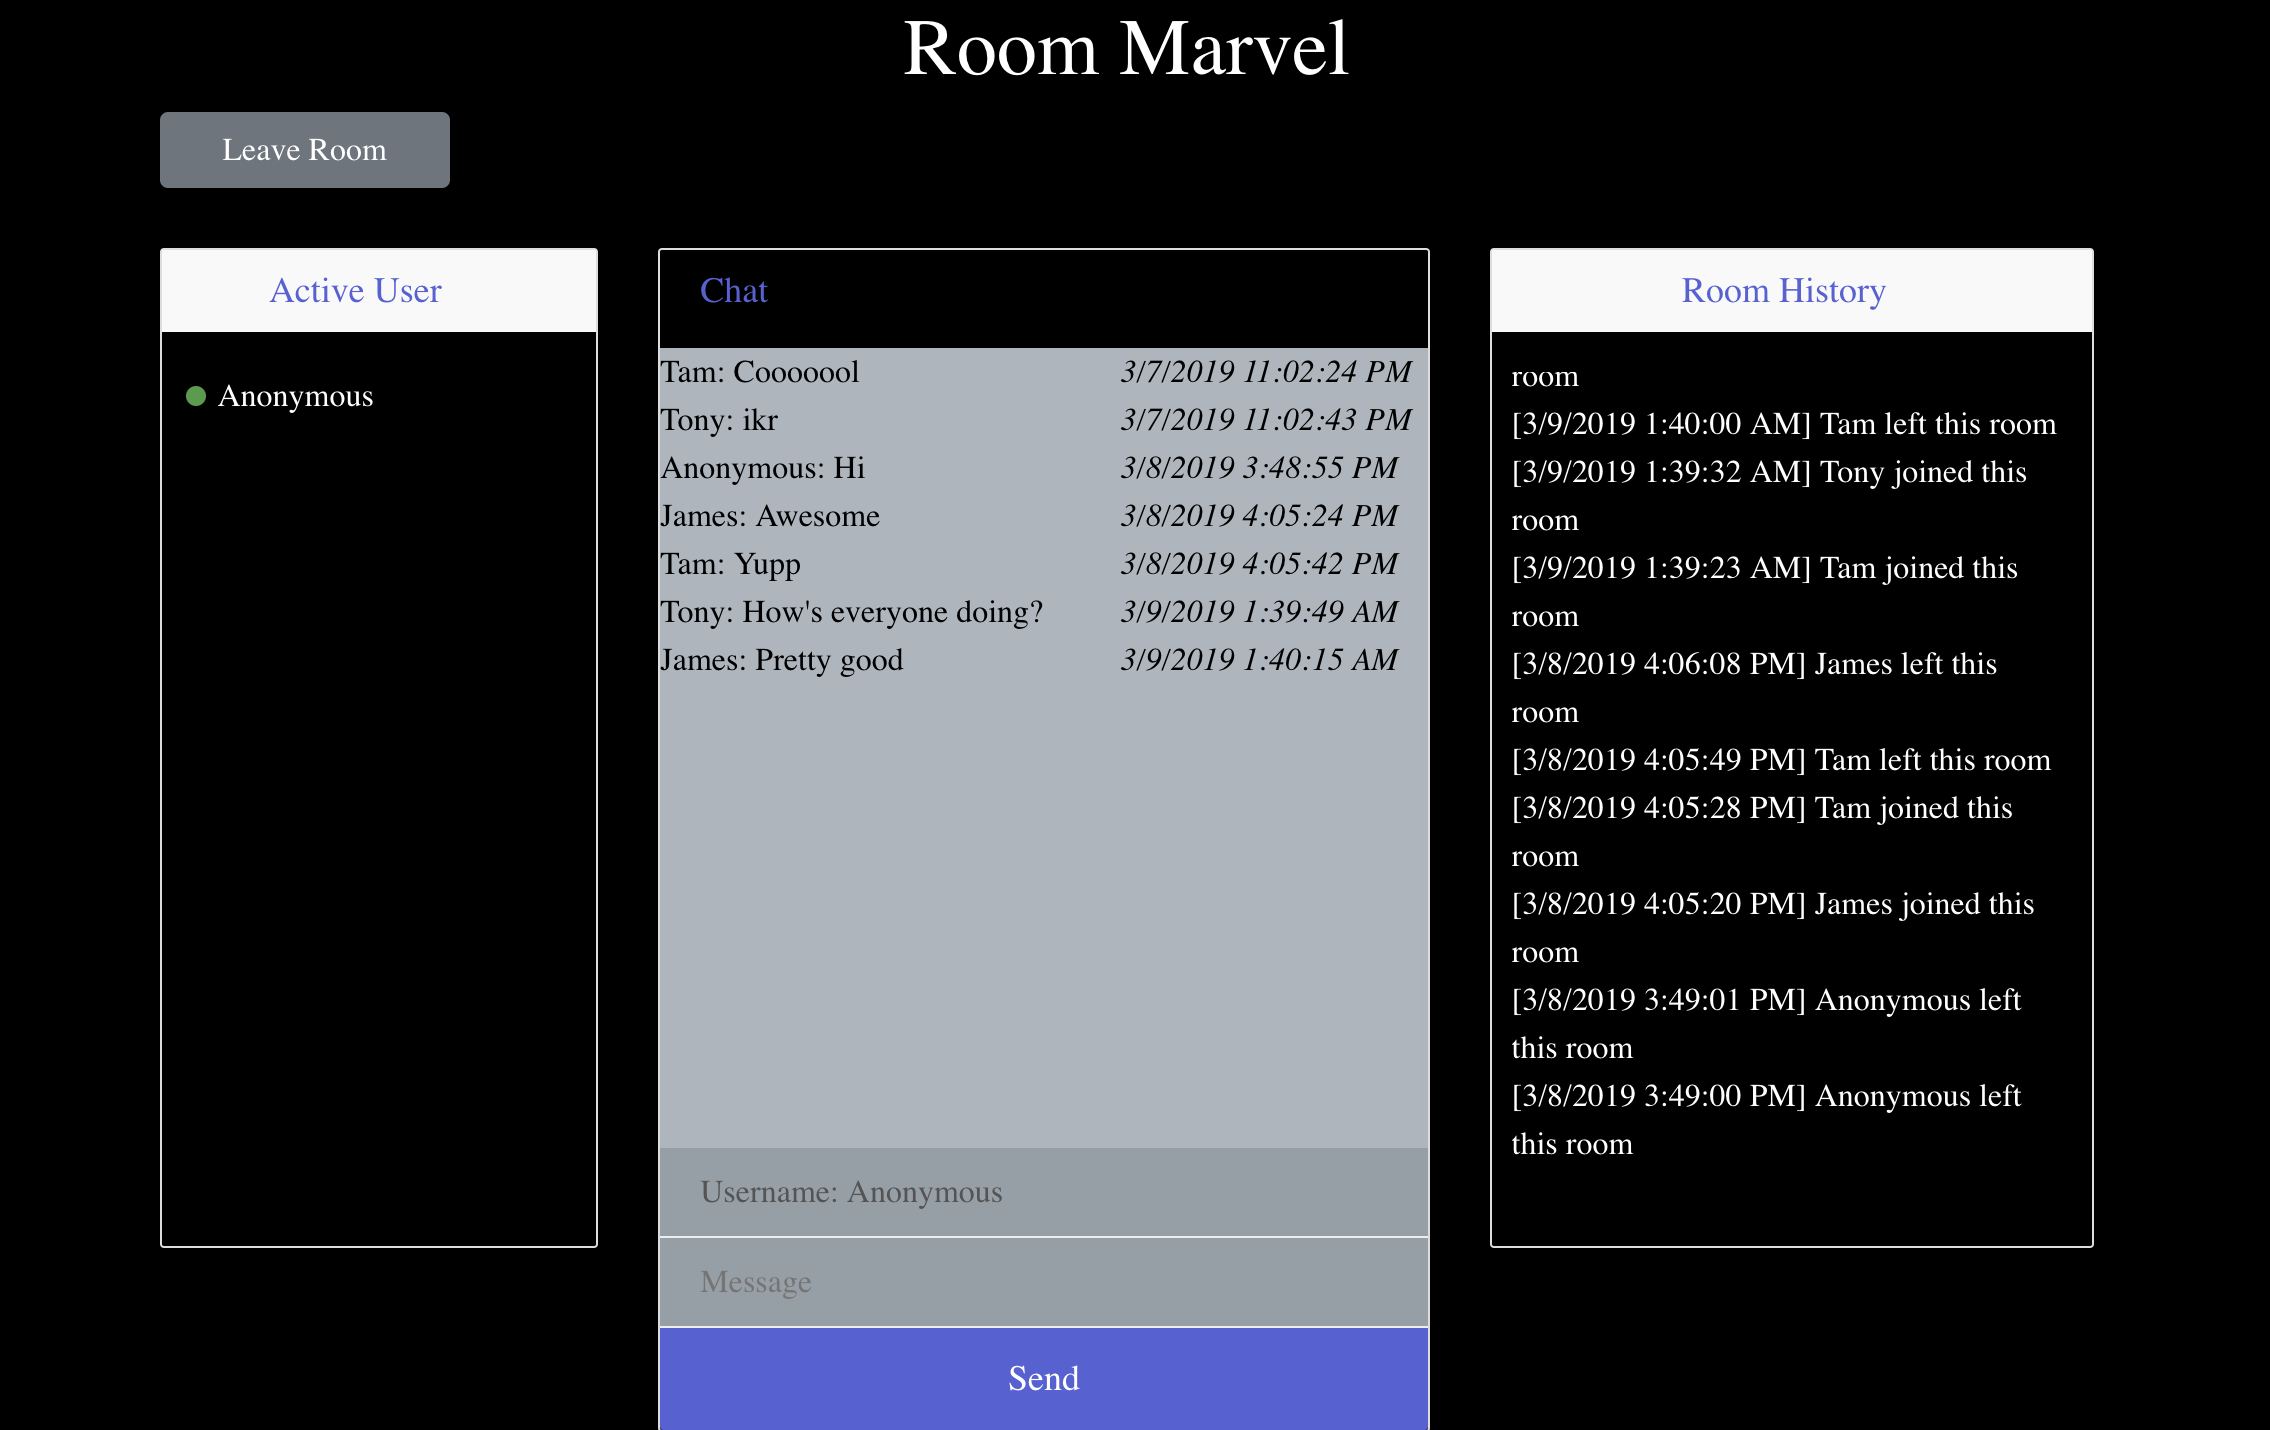 Room Marvel
Leave Room
Active User
Anonymous
Chat
Tam: Cooooool 3/7/2019 11:02:24 PM
Tony: ikr 3/7/2019 11:02:43 PM
Anonymous: Hi 3/8/2019 3:48:55 PM
James: Awesome 3/8/2019 4:05:24 PM
Tam: Yupp 3/8/2019 4:05:42 PM
Tony: How's everyone doing? 3/9/2019 1:39:49 AM
James: Pretty good 3/9/2019 1:40:15 AM
Username: Anonymous
Message
Send
Room History
room
[3/9/2019 1:40:00 AM] Tam left this room
[3/9/2019 1:39:32 AM] Tony joined this
room
[3/9/2019 1:39:23 AM] Tam joined this
room
[3/8/2019 4:06:08 PM] James left this
room
[3/8/2019 4:05:49 PM] Tam left this room
[3/8/2019 4:05:28 PM] Tam joined this
room
[3/8/2019 4:05:20 PM] James joined this
room
[3/8/2019 3:49:01 PM] Anonymous left
this room
[3/8/2019 3:49:00 PM] Anonymous left
this room